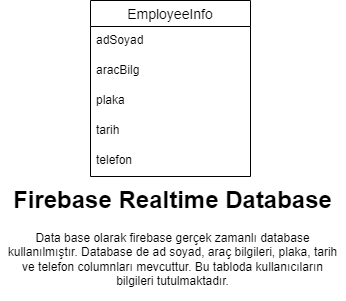 EmployeeInfo
adSoyad
aracBilg
plaka
tarih
telefon
Firebase Realtime Database
Data base olarak firebase gerçek zamanlı database
kullanılmıştır. Database de ad soyad, araç bilgileri, plaka, tarih
ve telefon columnları mevcuttur. Bu tabloda kullanıcıların
bilgileri tutulmaktadır.